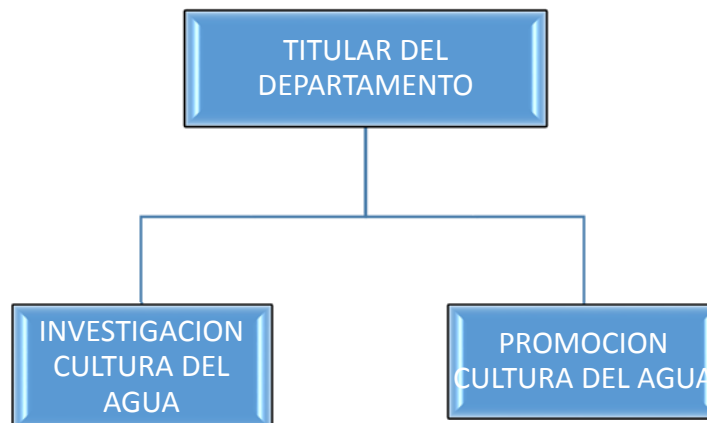 TITULAR DEL
DEPARTAMENTO
INVESTIGACION
CULTURA DEL
AGUA
PROMOCION
CULTURA DEL AGUA